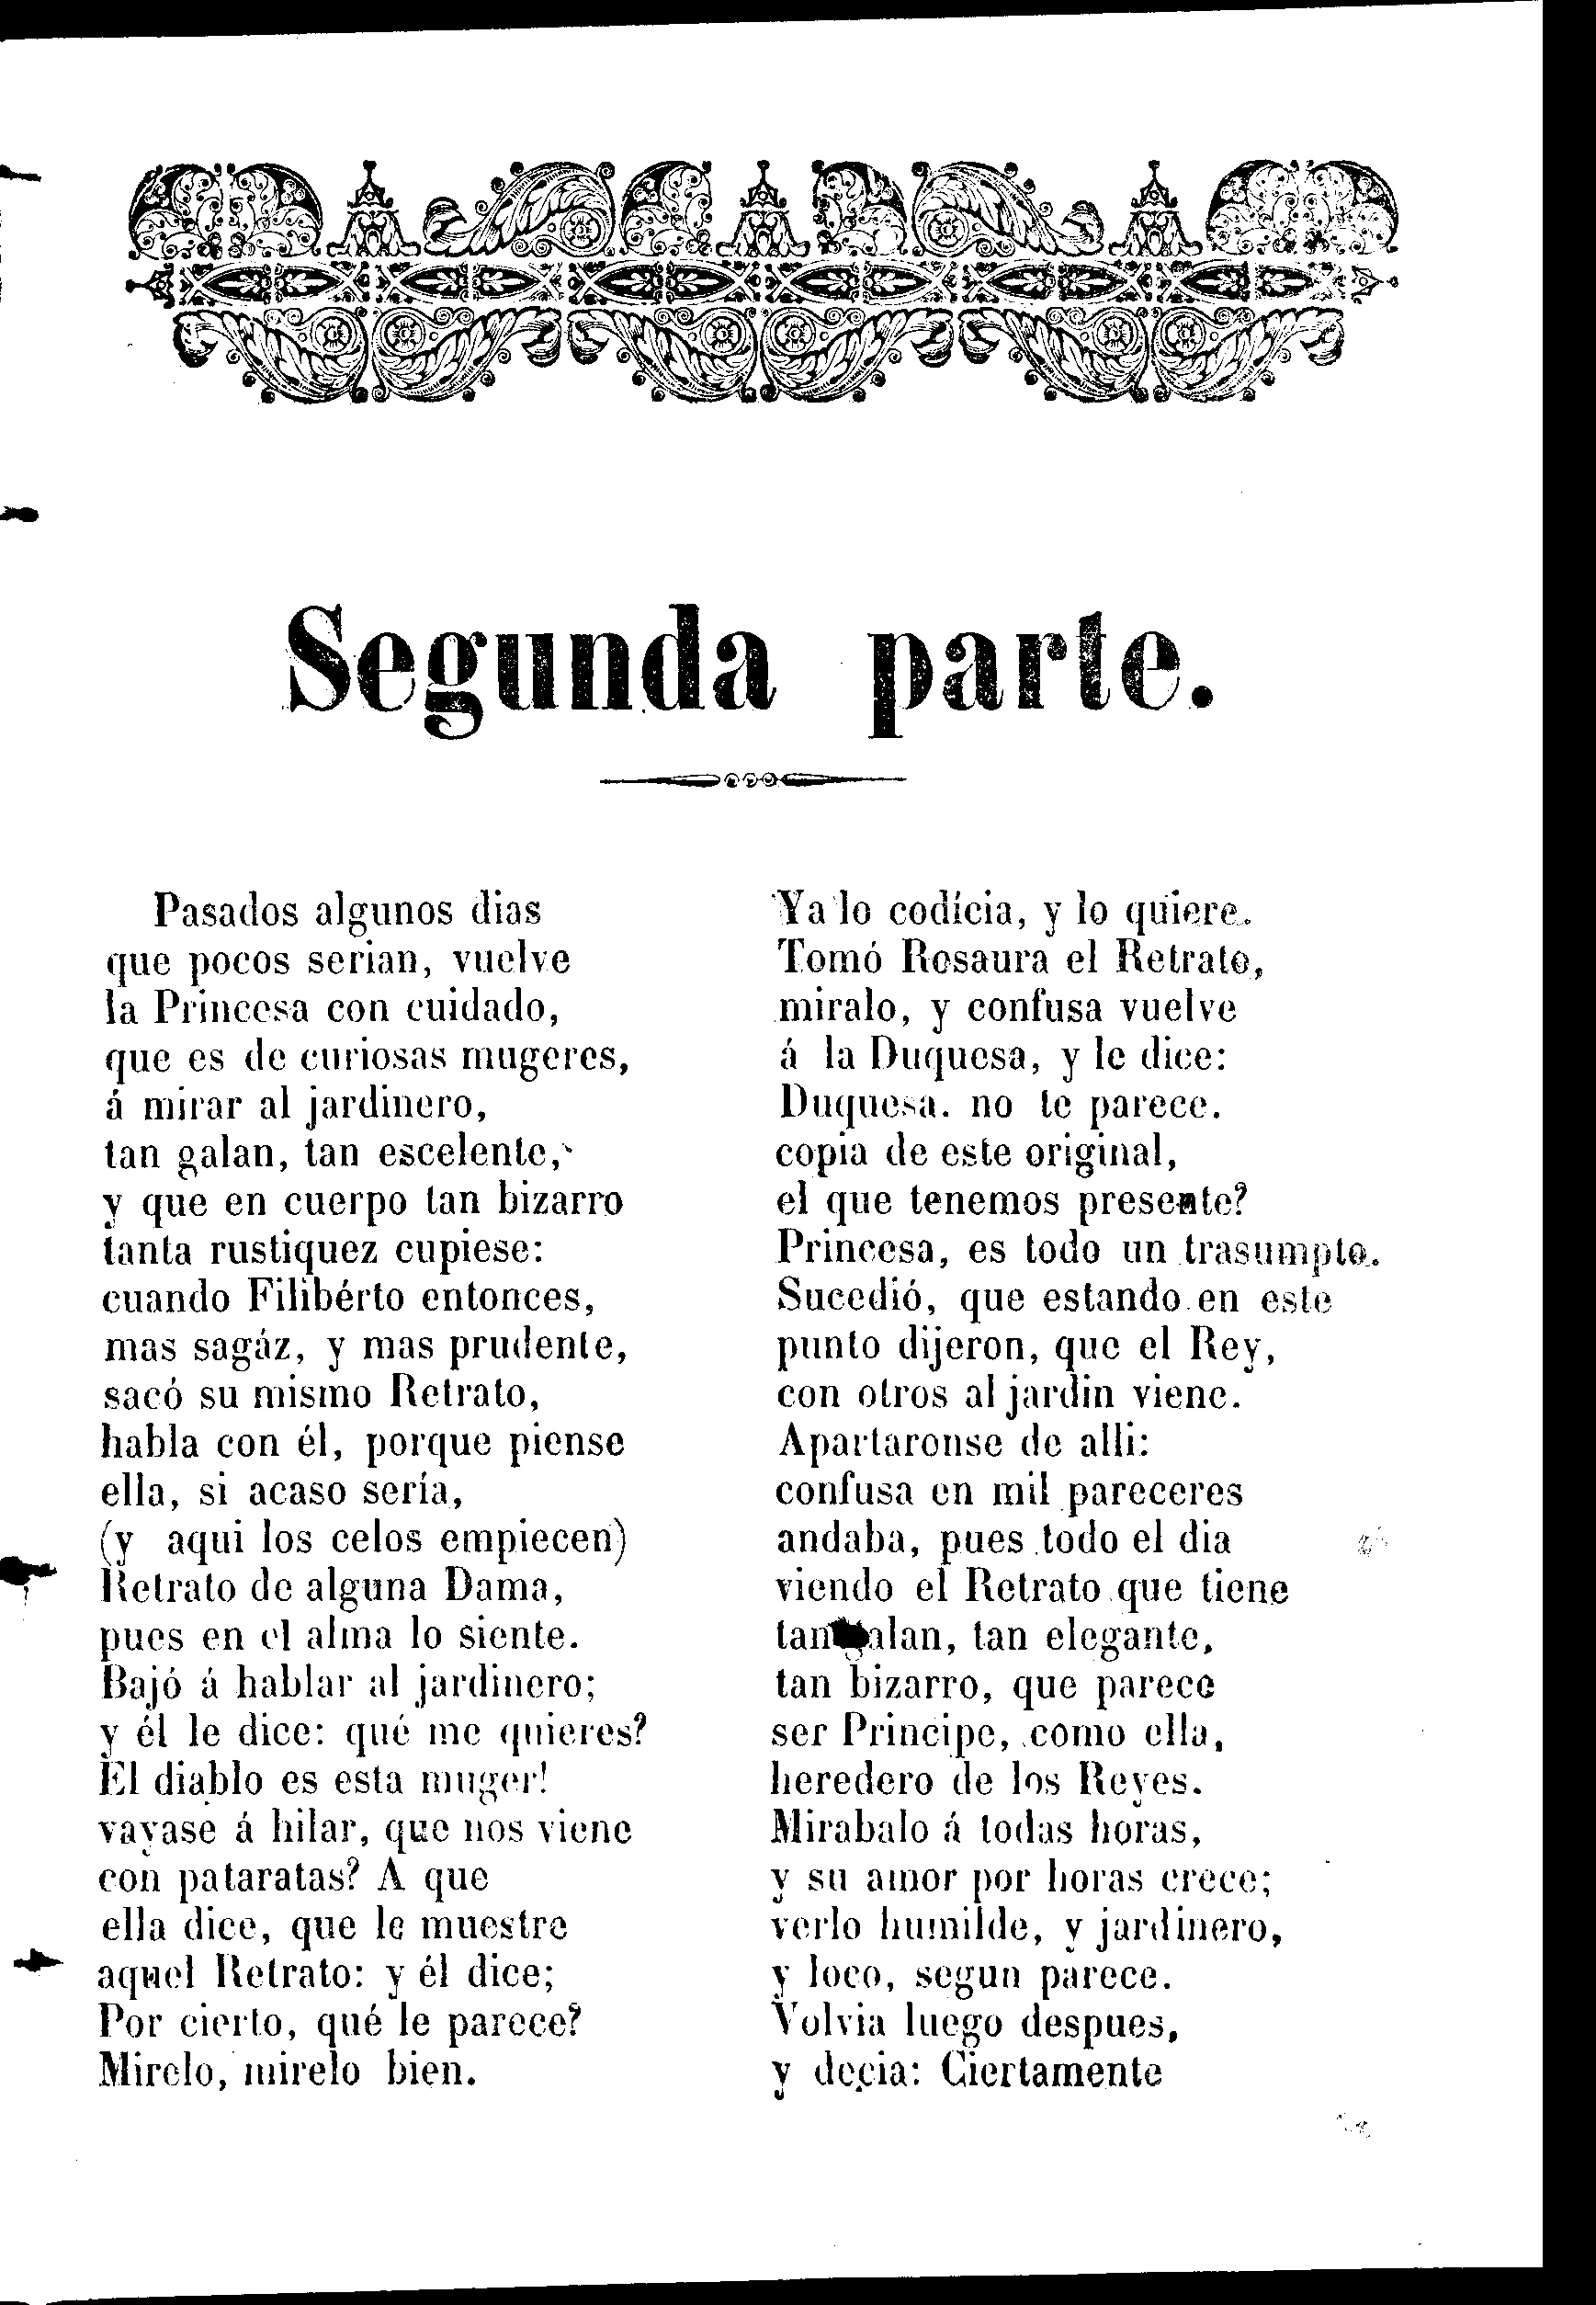 Segunda parte.
Pasados algunos dias
que pocos serian, vuelve
la Princesa con cuidado,
que es de curiosas mugeres,
á mirar al jardinero,
tan galan, tan escelente,
y que en cuerpo tan bizarro
tanta rustiquez cupiese:
cuando Filibérto entonces,
mas sagáz, y mas prudente,
sacó su mismo Retrato,
habla con él, porque piense
ella, si acaso sería,
(y aqui los celos empiecen)
Retrato de alguna Dama,
pues en el alma lo siente.
Bajó á hablar al jardinero;
y él le dice: qué me quieres?
El diablo es esta muger!
vayase á hilar, que nos viene
con pataratas? A que
ella dice, que le muestre
aquel Retrato: y él dice;
Por cierto, qué le parece?
Mirelo, mirelo bien.
Ya lo codícia, y lo quiere.
Tomó Rosaura el Retrato,
miralo, y confusa vuelve
á la Duquesa, y le dice:
Duquesa. no te parece.
copia de este original,
el que tenemos presente?
Princesa, es todo un trasumpto.
Sucedió, que estando en este
punto dijeron, que el Rey,
con otros al jardin viene.
Apartaronse de alli:
confusa en mil pareceres
andaba, pues todo el dia
viendo el Retrato que tiene
tan galan, tan elegante,
tan bizarro, que parece
ser Principe, como ella,
heredero de los Reyes.
Mirabalo á todas horas,
y su amor por horas crece;
verlo humilde, y jardinero,
y loco, segun parece.
Volvia luego despues,
y decia: Ciertamente